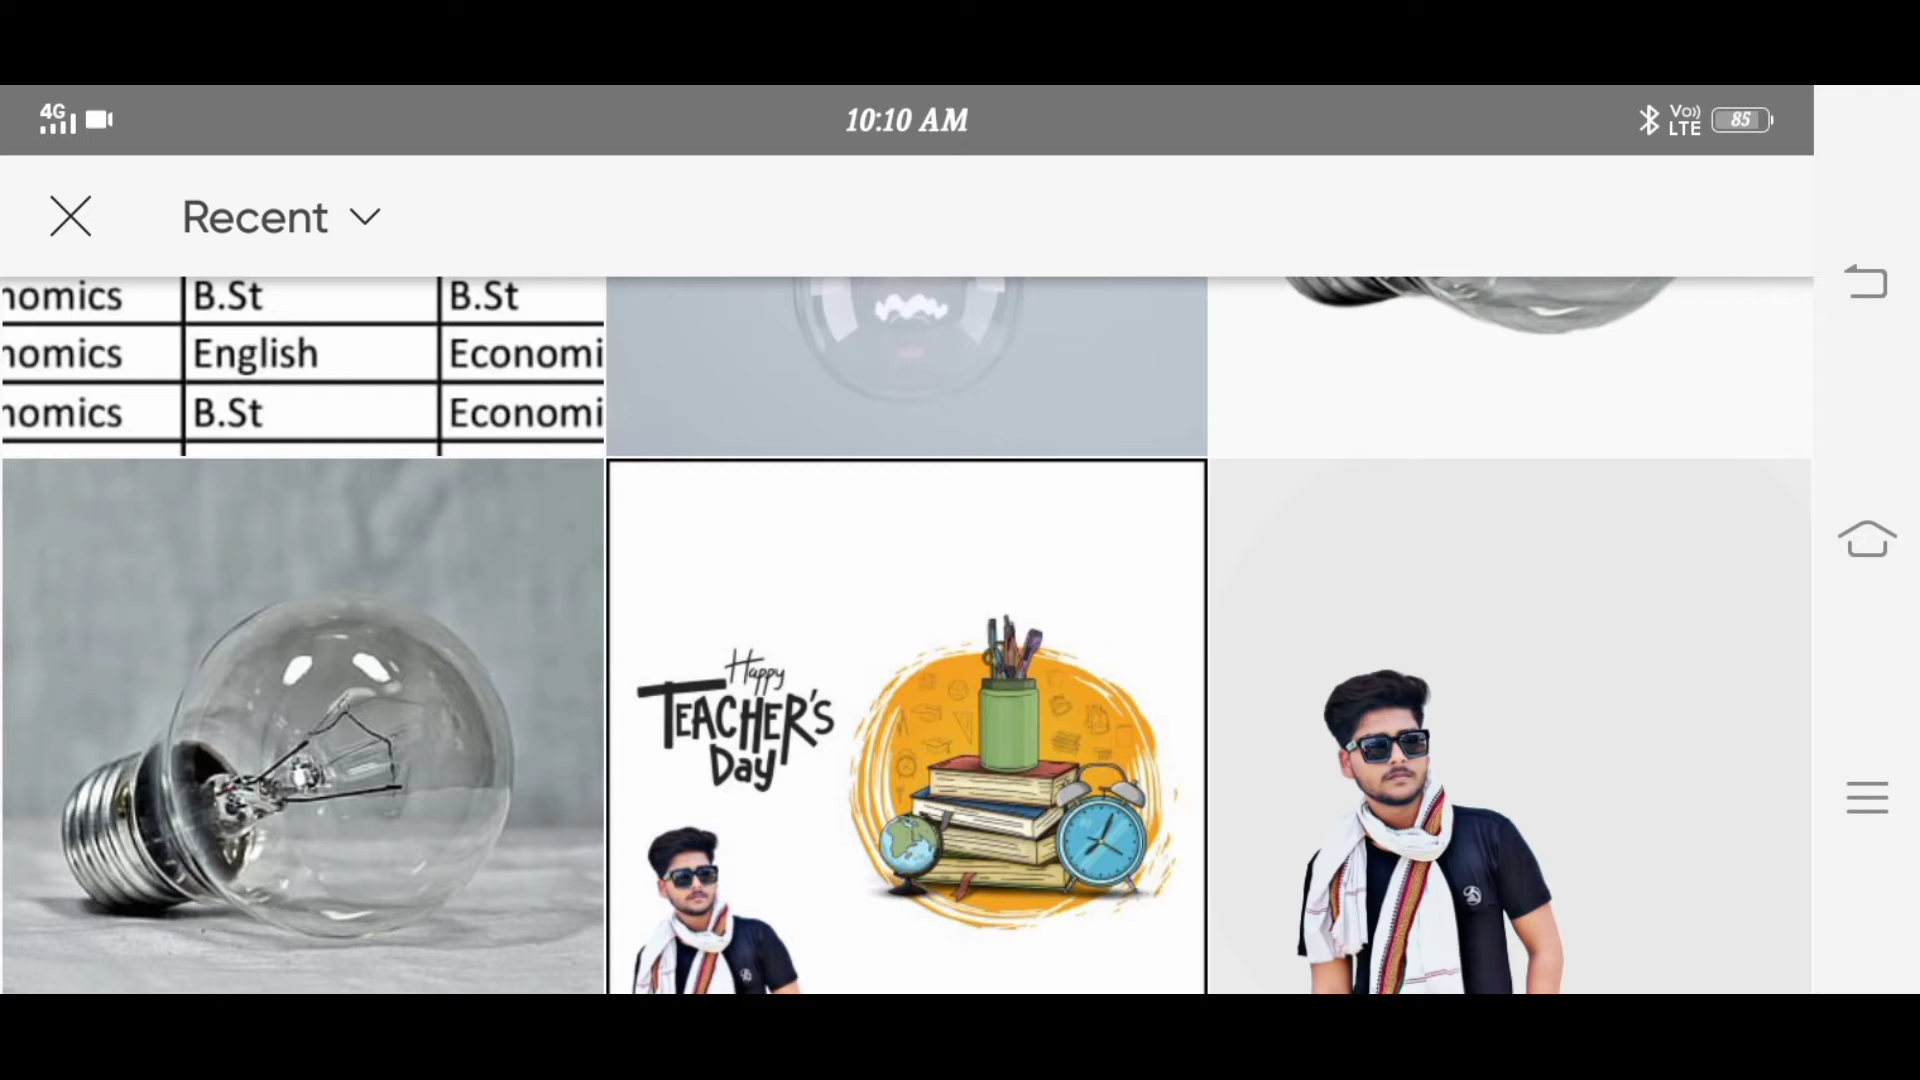 4G
10:10 AM
Vo))
LTE
85
Recent
nomics B.St B.St
nomics English Economi
nomics B.St Economi
Happy
TEACHER'S
Day